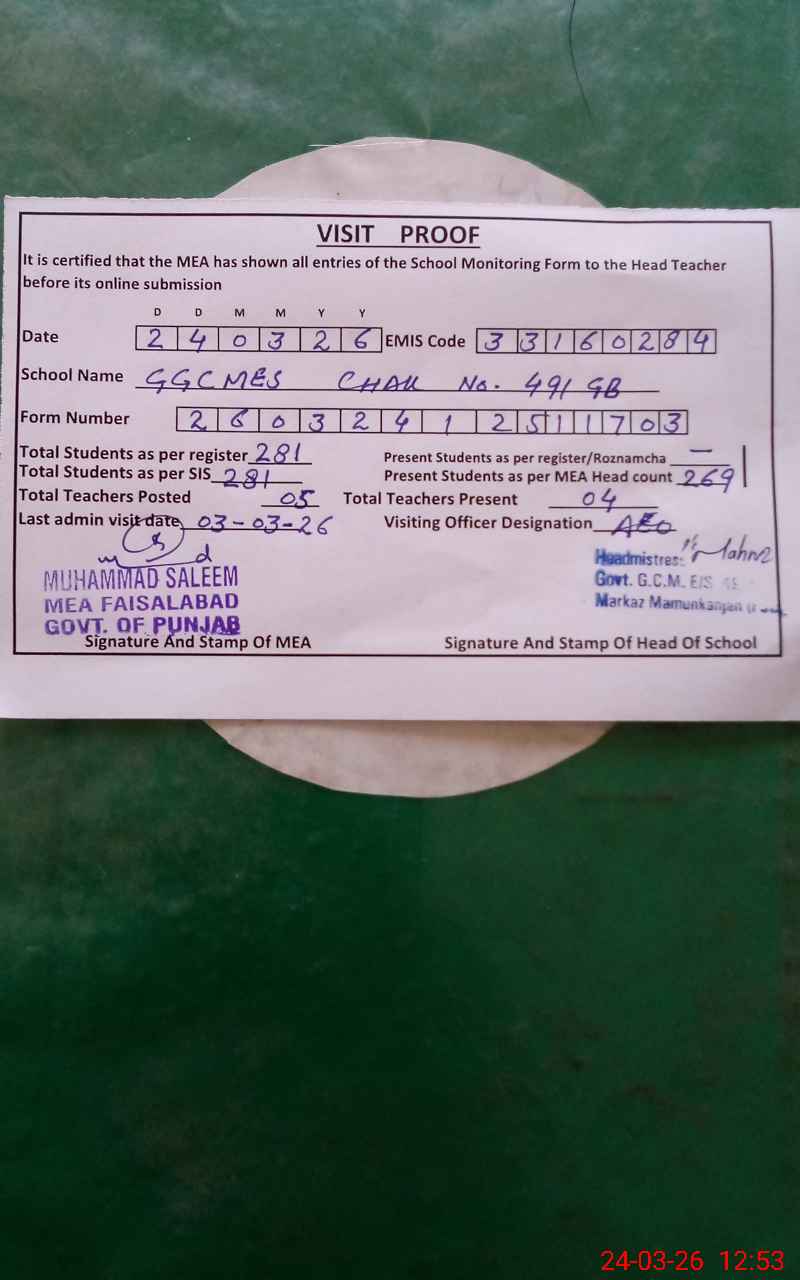 VISIT PROOF
It is certified that the MEA has shown all entries of the School Monitoring Form to the Head Teacher
before its online submission
D D M M Y Y
Date 2 4 0 3 2 6 EMIS Code 3 3 1 6 0 2 8 4
School Name GGCMES CHAK No. 491 GB
Form Number 2 6 0 3 2 4 1 2 5 1 1 7 0 3
Total Students as per register 281 Present Students as per register/Roznamcha —
Total Students as per SIS 281 Present Students as per MEA Head count 269
Total Teachers Posted 05 Total Teachers Present 04
Last admin visit date 03-03-26 Visiting Officer Designation AEO
MUHAMMAD SALEEM Headmistress
MEA FAISALABAD Govt. G.C.M. E/S
GOVT. OF PUNJAB Markaz Mamunkanjan
Signature And Stamp Of MEA Signature And Stamp Of Head Of School
24-03-26 12:53